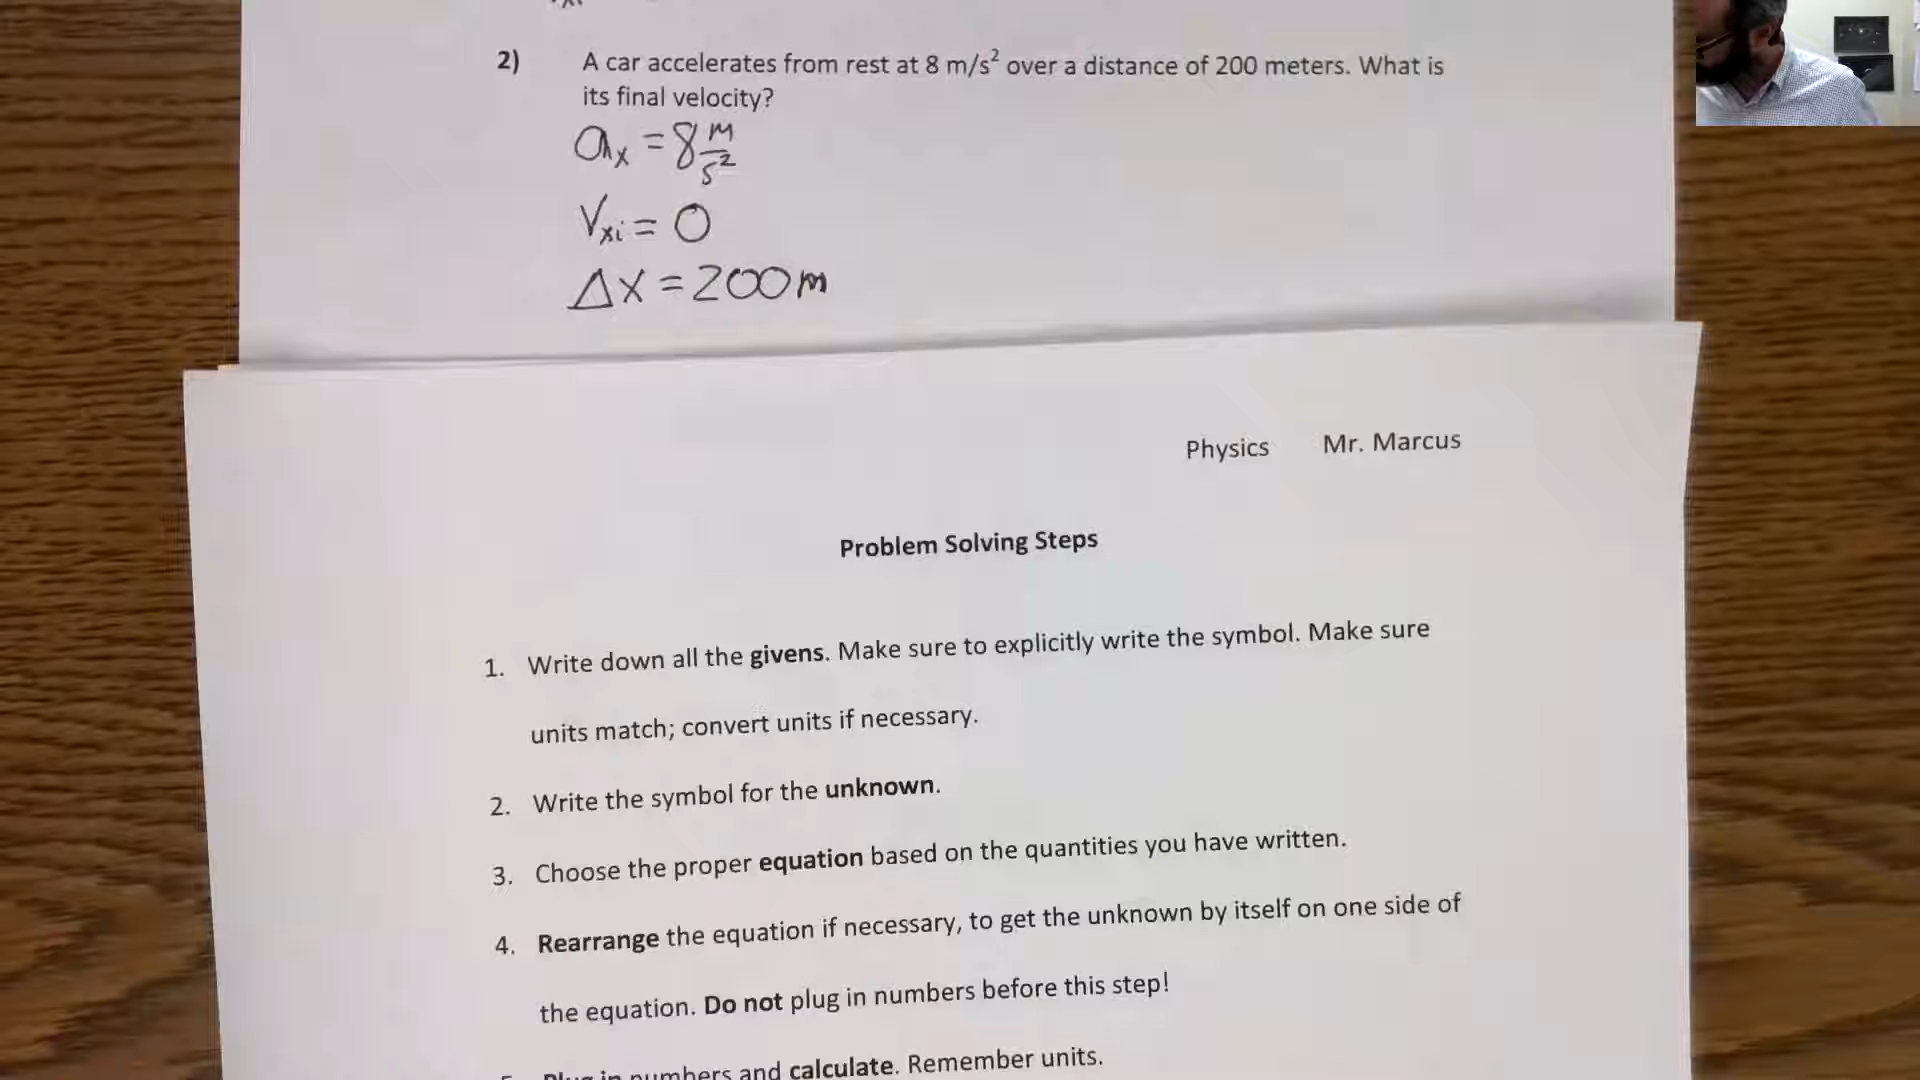 2) A car accelerates from rest at 8 m/s² over a distance of 200 meters. What is
its final velocity?
aₓ = 8 m/s²
Vₓᵢ = 0
Δx = 200m
Physics Mr. Marcus
Problem Solving Steps
1. Write down all the givens. Make sure to explicitly write the symbol. Make sure
units match; convert units if necessary.
2. Write the symbol for the unknown.
3. Choose the proper equation based on the quantities you have written.
4. Rearrange the equation if necessary, to get the unknown by itself on one side of
the equation. Do not plug in numbers before this step!
Plug in numbers and calculate. Remember units.